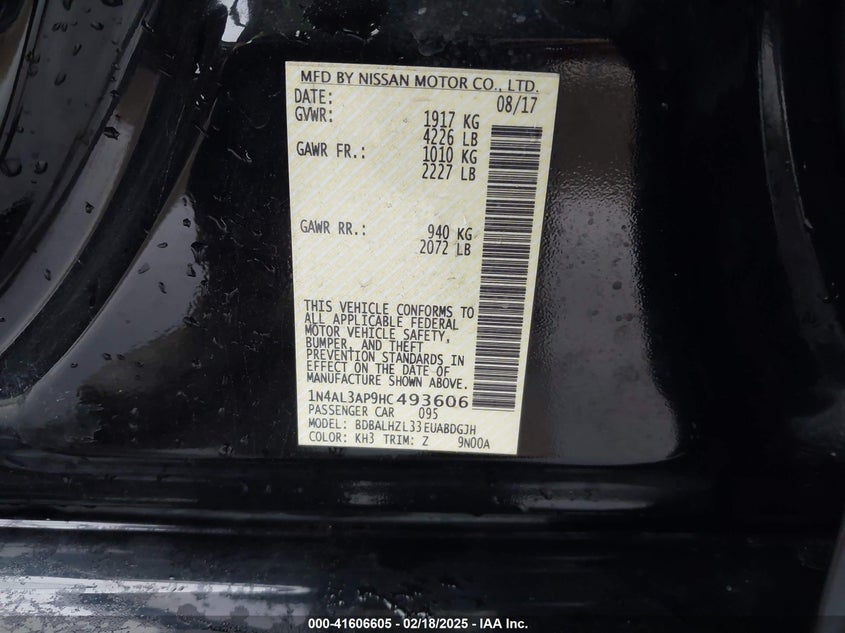 MFD BY NISSAN MOTOR CO., LTD.
DATE: 08/17
GVWR: 1917 KG
4226 LB
GAWR FR.: 1010 KG
2227 LB
GAWR RR.: 940 KG
2072 LB
THIS VEHICLE CONFORMS TO
ALL APPLICABLE FEDERAL
MOTOR VEHICLE SAFETY,
BUMPER, AND THEFT
PREVENTION STANDARDS IN
EFFECT ON THE DATE OF
MANUFACTURE SHOWN ABOVE.
1N4AL3AP9HC493606
PASSENGER CAR 095
MODEL: BDBALHZL33EUABDGJH
COLOR: KH3 TRIM: Z 9N00A
000-41606605 - 02/18/2025 - IAA Inc.